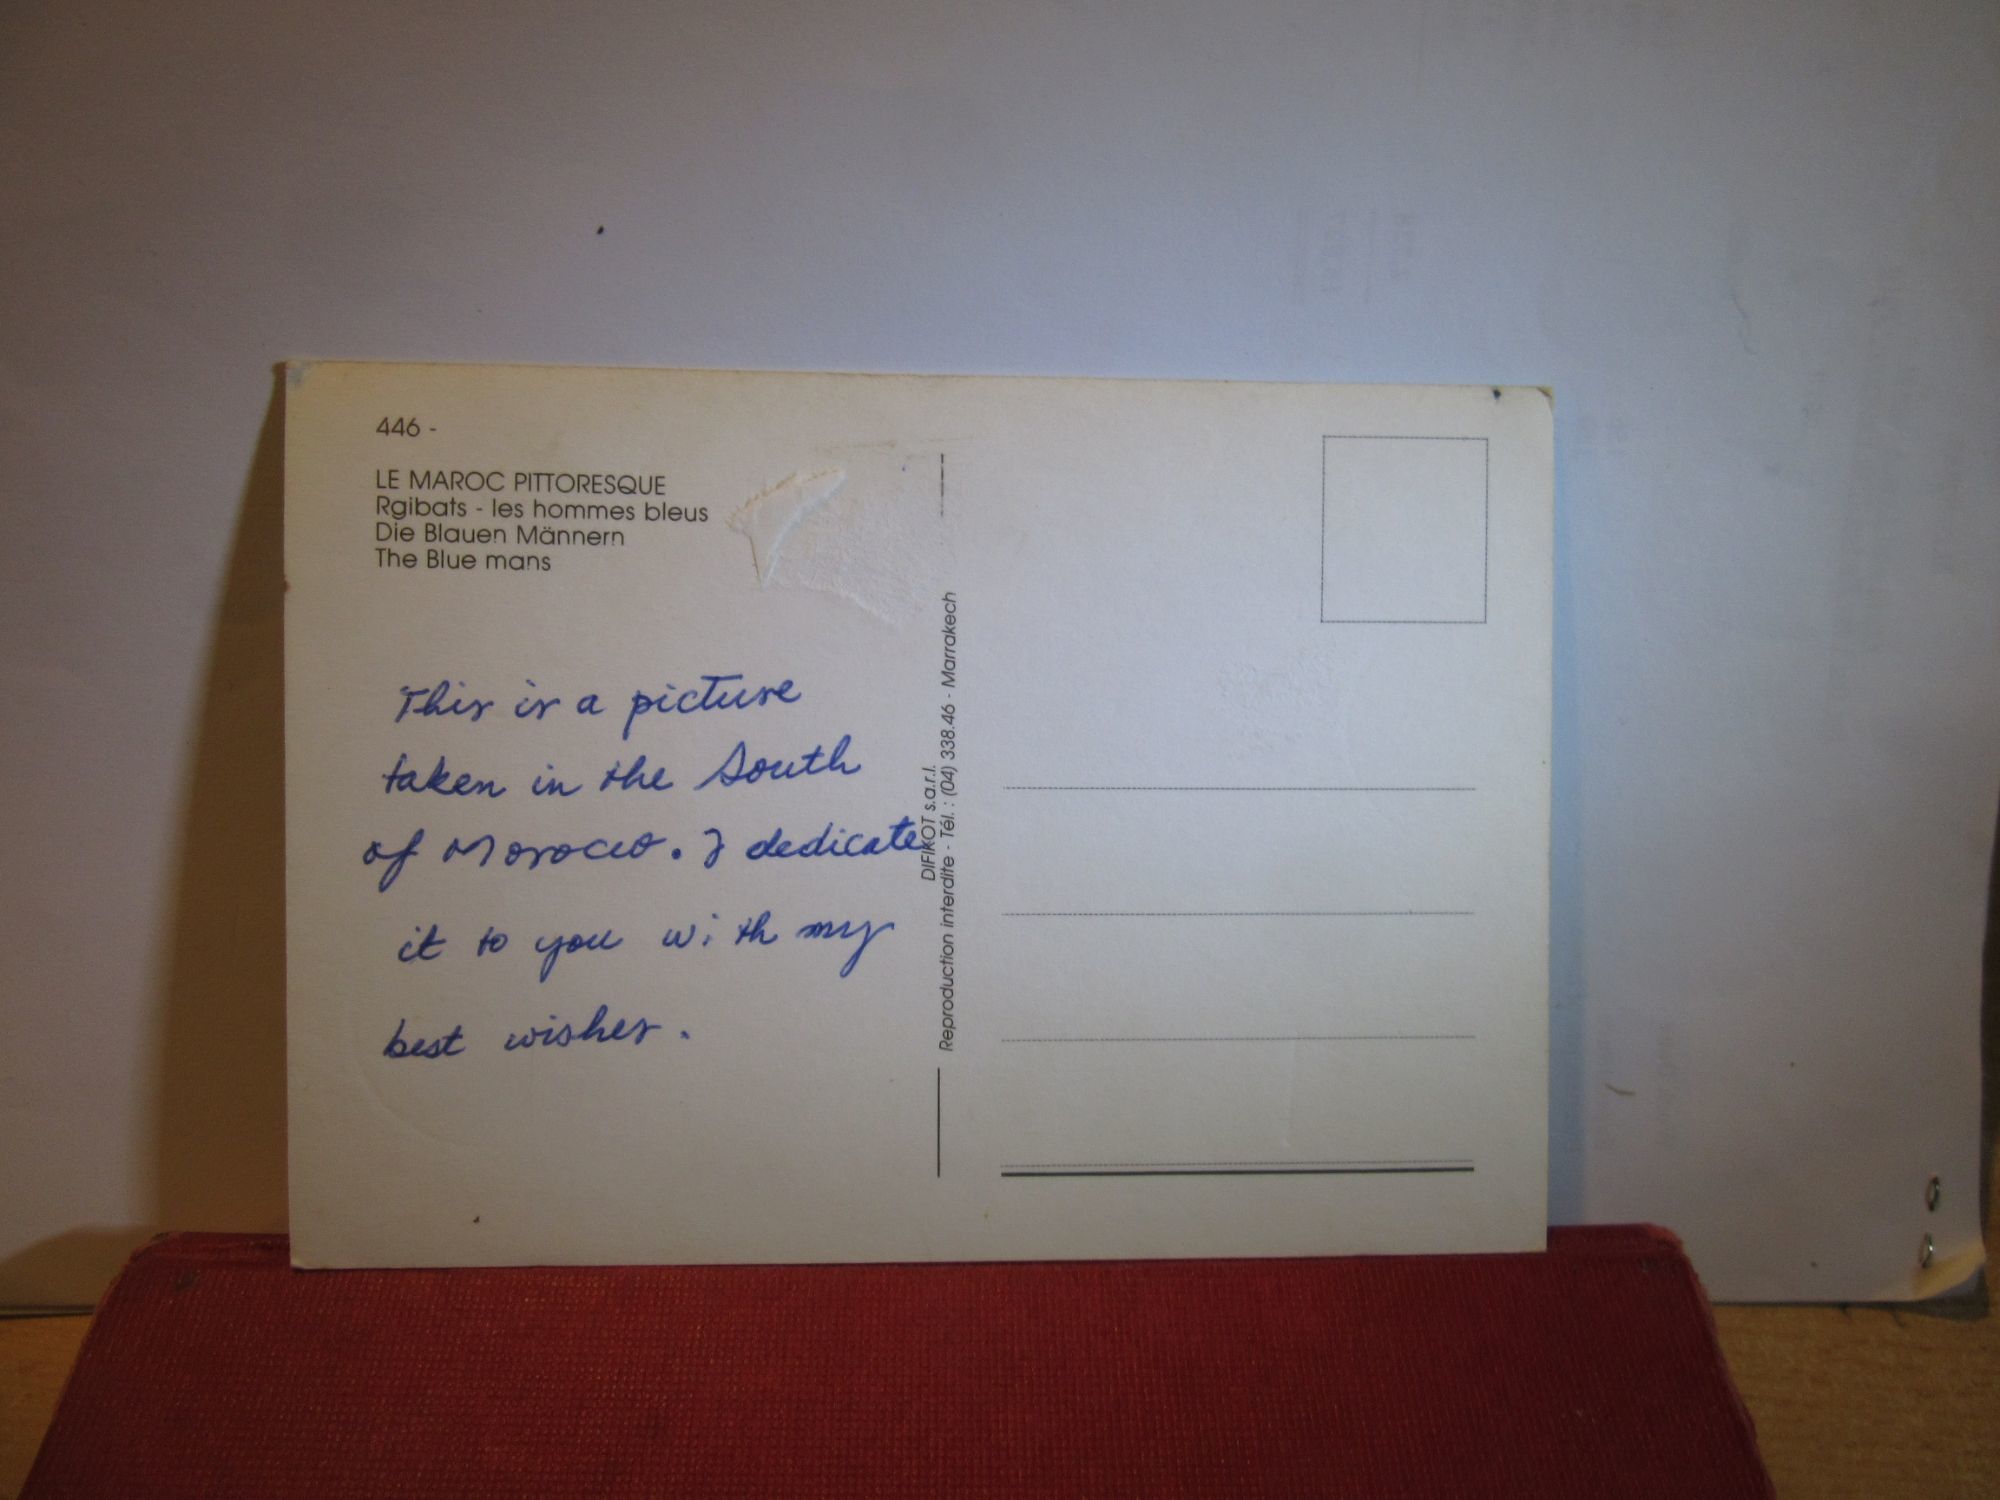 446 -
LE MAROC PITTORESQUE
Rgibats - les hommes bleus
Die Blauen Männern
The Blue mans
This is a picture
taken in the South
of Morocco. I dedicate
it to you with my
best wishes.
DIFIKOT s.a.r.l.
Reproduction interdite - Tél. : (04) 338.46 - Marrakech